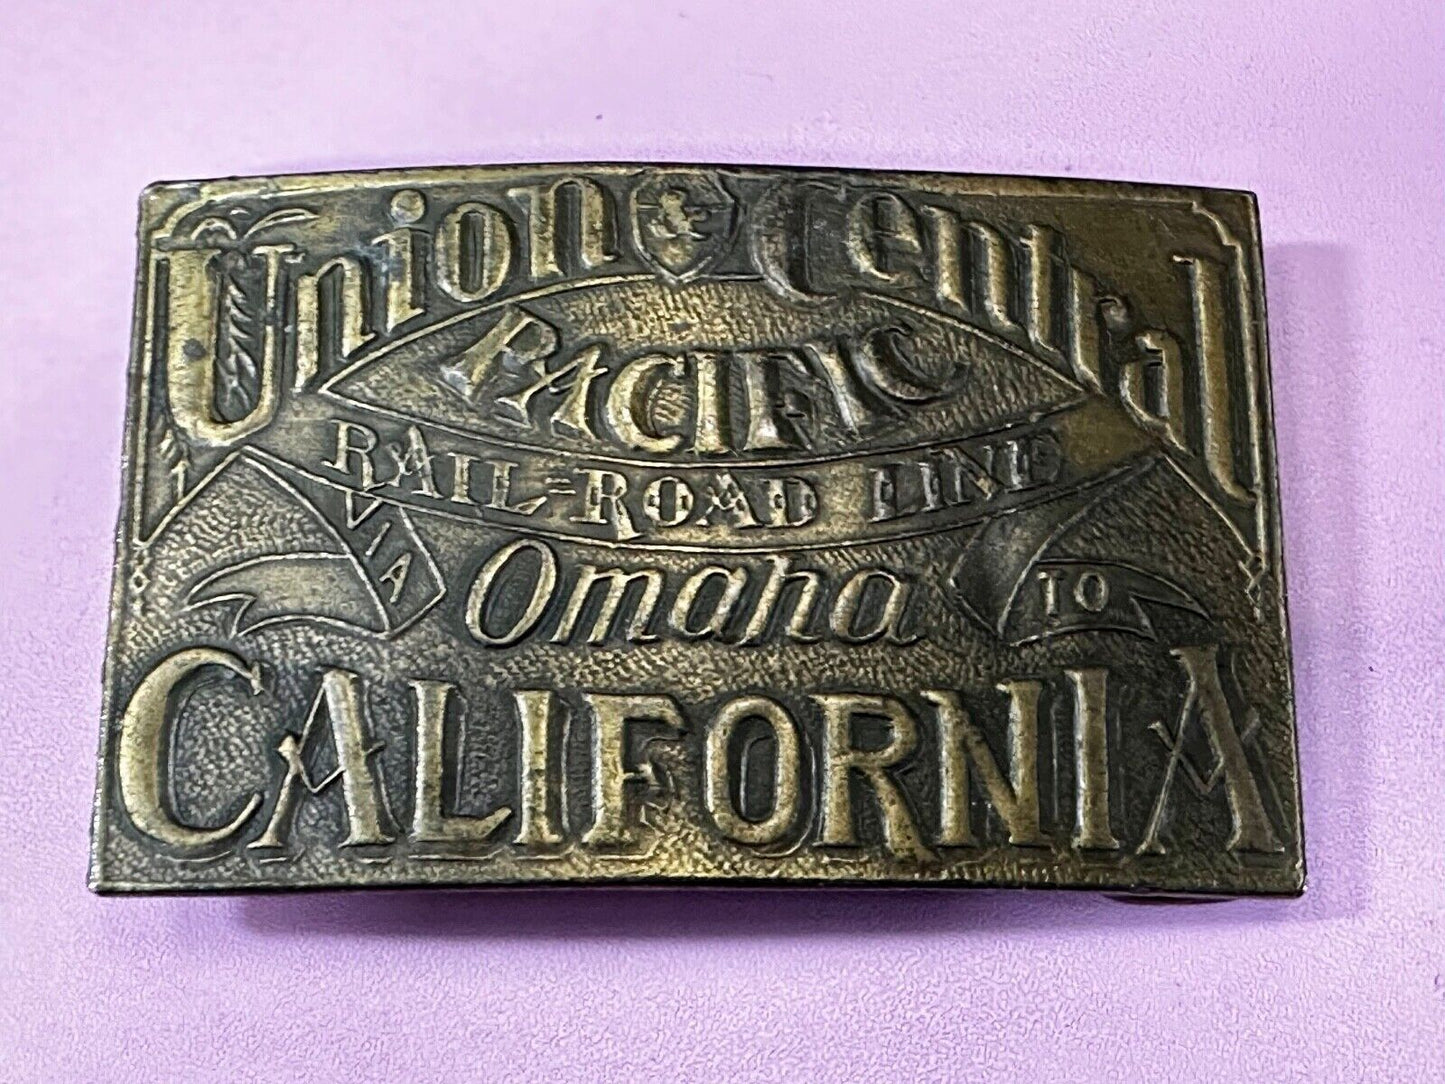 Union & Central
PACIFIC
RAIL-ROAD LINE
VIA Omaha TO
CALIFORNIA